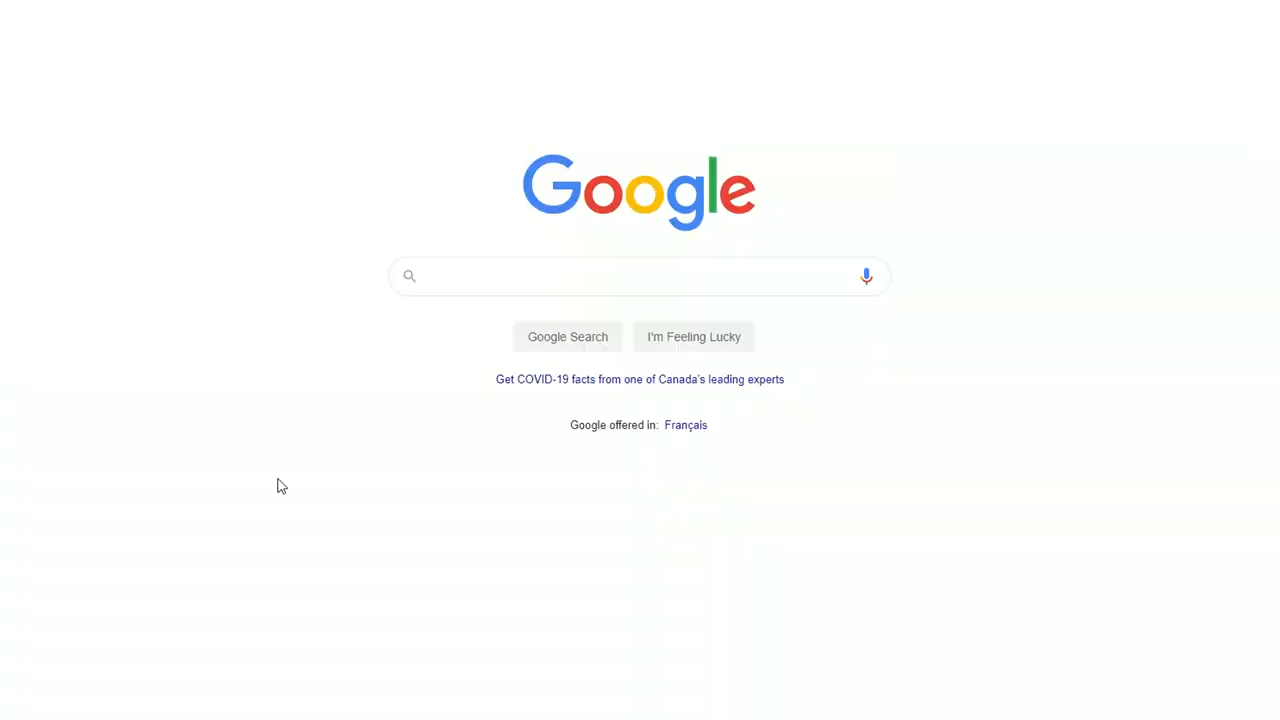 Google
Google Search I'm Feeling Lucky
Get COVID-19 facts from one of Canada's leading experts
Google offered in: Français